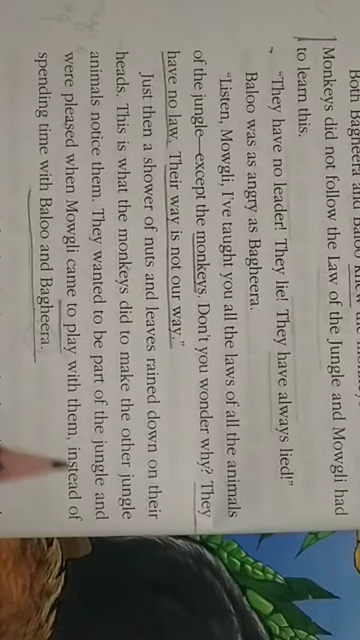 Both Bagheera and Baloo knew the
Monkeys did not follow the Law of the Jungle and Mowgli had
to learn this.
"They have no leader! They lie! They have always lied!"
Baloo was as angry as Bagheera.
"Listen, Mowgli, I've taught you all the laws of all the animals
of the jungle—except the monkeys. Don't you wonder why? They
have no law. Their way is not our way."
Just then a shower of nuts and leaves rained down on their
heads. This is what the monkeys did to make the other jungle
animals notice them. They wanted to be part of the jungle and
were pleased when Mowgli came to play with them, instead of
spending time with Baloo and Bagheera.